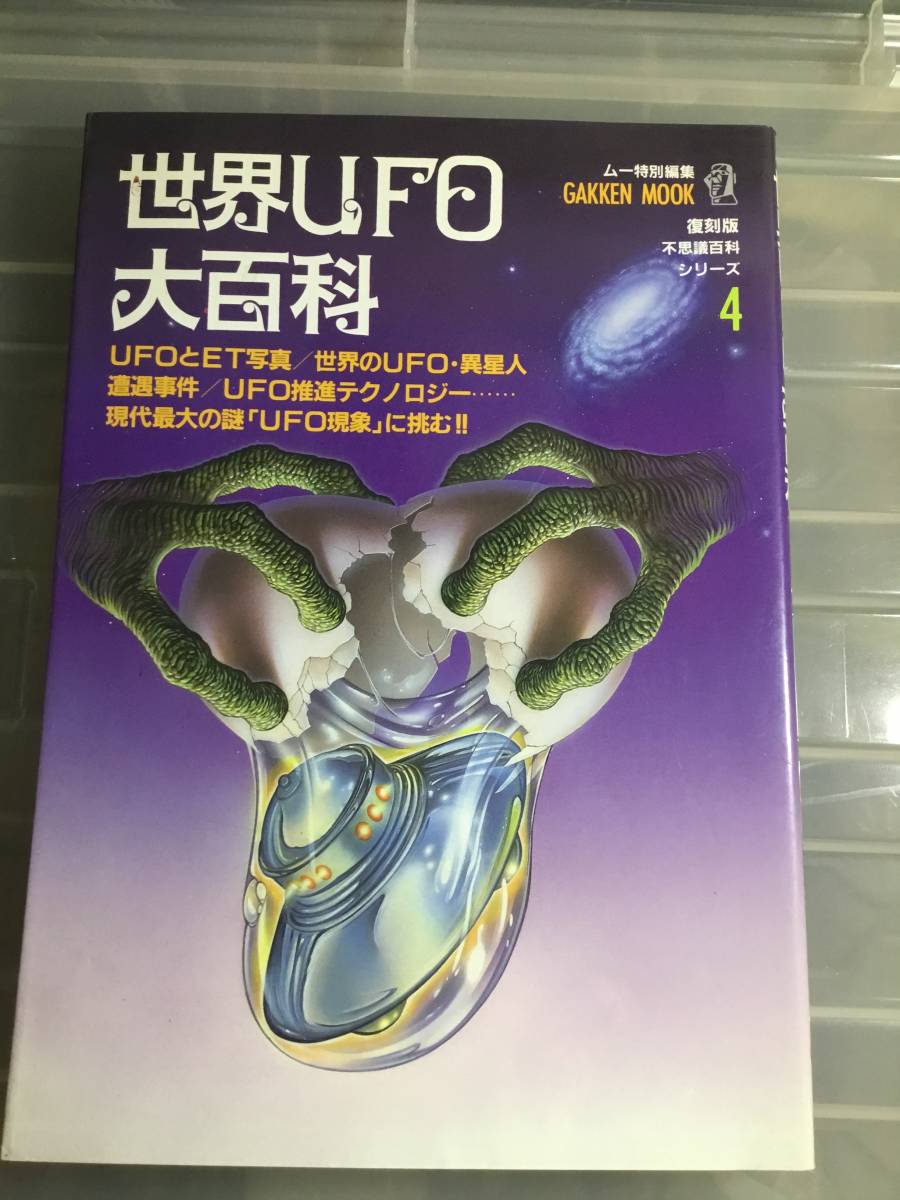 世界UFO
大百科
ムー特別編集
GAKKEN MOOK
復刻版
不思議百科
シリーズ
4
UFOとET写真／世界のUFO・異星人
遭遇事件／UFO推進テクノロジー……
現代最大の謎「UFO現象」に挑む!!